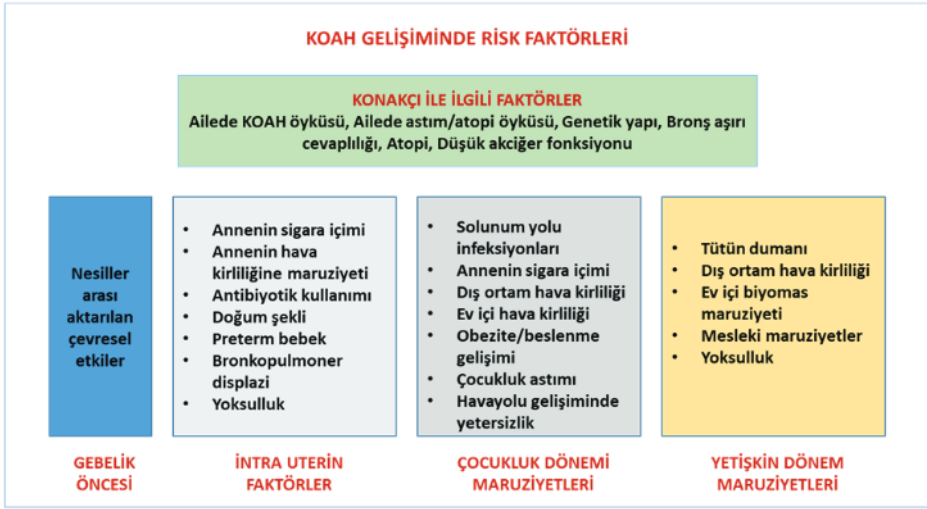 KOAH GELİŞİMİNDE RİSK FAKTÖRLERİ
KONAKÇI İLE İLGİLİ FAKTÖRLER
Ailede KOAH öyküsü, Ailede astım/atopi öyküsü, Genetik yapı, Bronş aşırı
cevaplılığı, Atopi, Düşük akciğer fonksiyonu
Nesiller
arası
aktarılan
çevresel
etkiler
GEBELİK
ÖNCESİ
• Annenin sigara içimi
• Annenin hava
kirliliğine maruziyeti
• Antibiyotik kullanımı
• Doğum şekli
• Preterm bebek
• Bronkopulmoner
displazi
• Yoksulluk
İNTRA UTERİN
FAKTÖRLER
• Solunum yolu
infeksiyonları
• Annenin sigara içimi
• Dış ortam hava kirliliği
• Ev içi hava kirliliği
• Obezite/beslenme
gelişimi
• Çocukluk astımı
• Havayolu gelişiminde
yetersizlik
ÇOCUKLUK DÖNEMİ
MARUZİYETLERİ
• Tütün dumanı
• Dış ortam hava kirliliği
• Ev içi biyomas
maruziyeti
• Mesleki maruziyetler
• Yoksulluk
YETİŞKİN DÖNEM
MARUZİYETLERİ